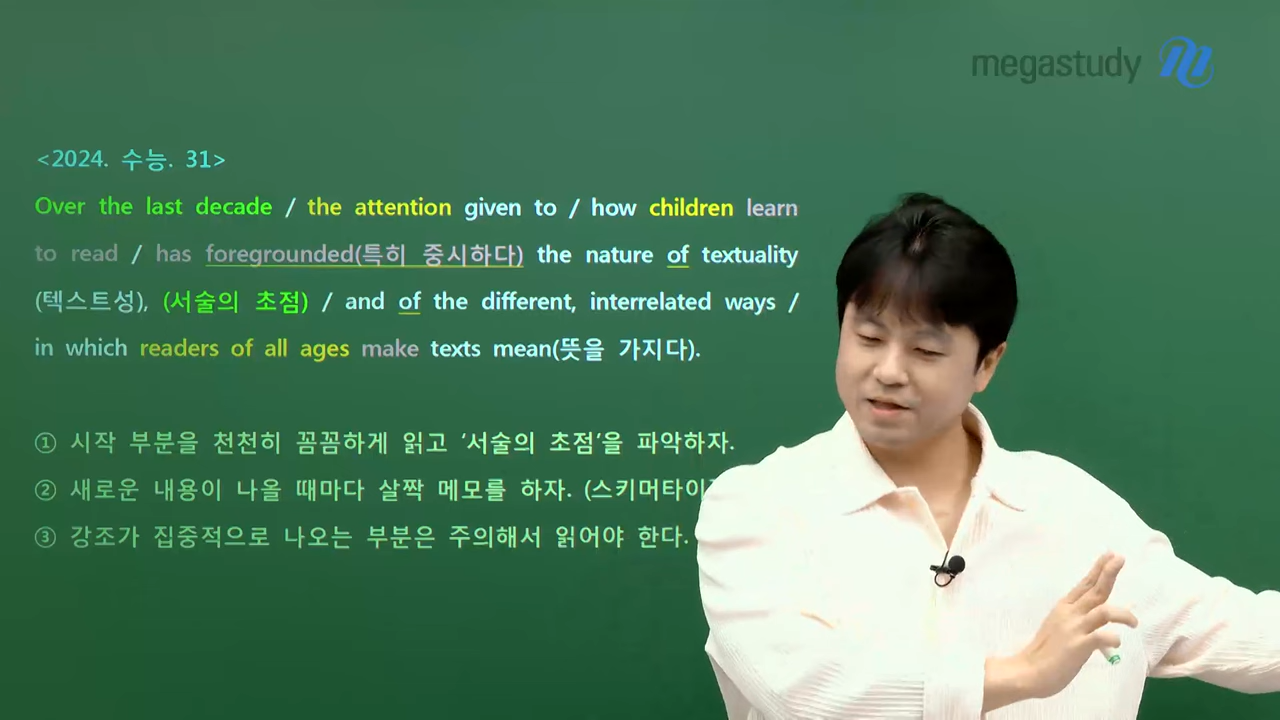 megastudy
<2024. 수능. 31>
Over the last decade / the attention given to / how children learn
to read / has foregrounded(특히 중시하다) the nature of textuality
(텍스트성), (서술의 초점) / and of the different, interrelated ways /
in which readers of all ages make texts mean(뜻을 가지다).
① 시작 부분을 천천히 꼼꼼하게 읽고 ‘서술의 초점’을 파악하자.
② 새로운 내용이 나올 때마다 살짝 메모를 하자. (스키머타이
③ 강조가 집중적으로 나오는 부분은 주의해서 읽어야 한다.